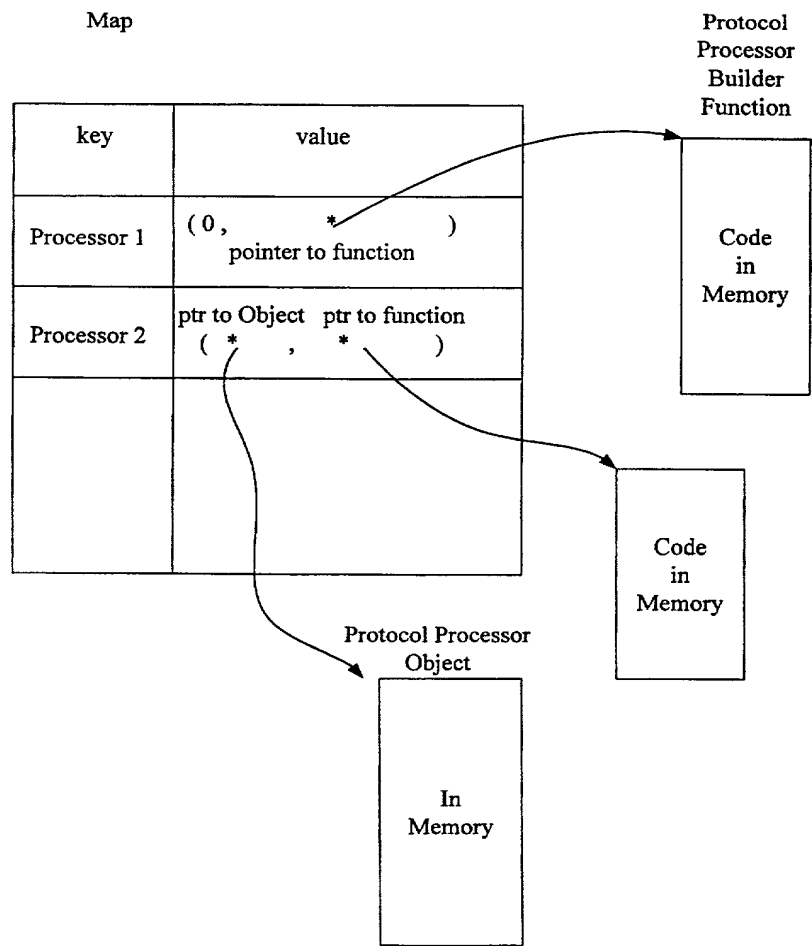 Map
Protocol
Processor
Builder
Function
key value
Processor 1 ( 0 , * )
pointer to function
Processor 2 ptr to Object ptr to function
( * , * )
Code
in
Memory
Code
in
Memory
Protocol Processor
Object
In
Memory